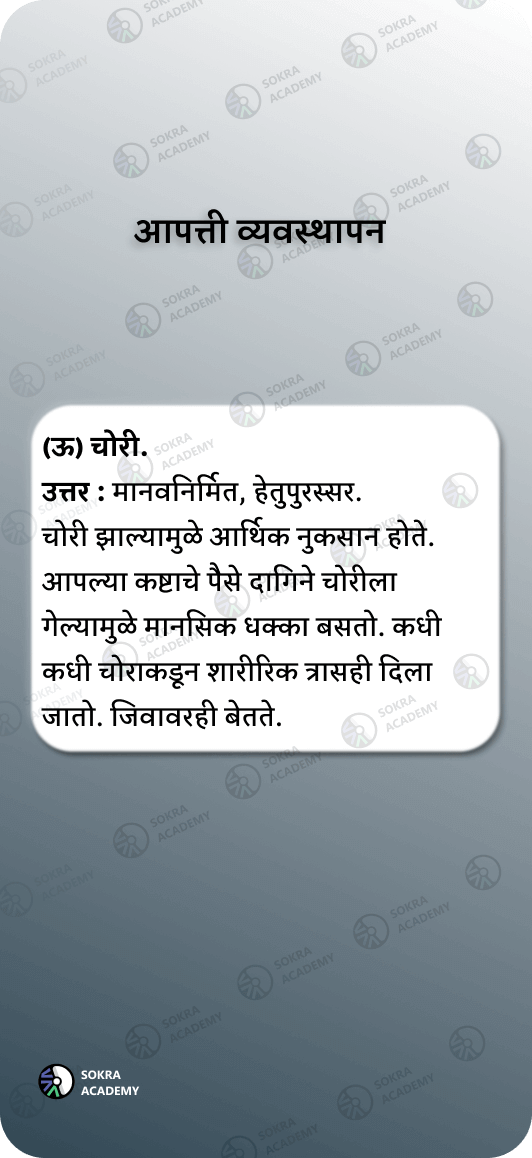 आपत्ती व्यवस्थापन
(ऊ) चोरी.
उत्तर : मानवनिर्मित, हेतुपुरस्सर.
चोरी झाल्यामुळे आर्थिक नुकसान होते.
आपल्या कष्टाचे पैसे दागिने चोरीला
गेल्यामुळे मानसिक धक्का बसतो. कधी
कधी चोराकडून शारीरिक त्रासही दिला
जातो. जिवावरही बेतते.
SOKRA
ACADEMY